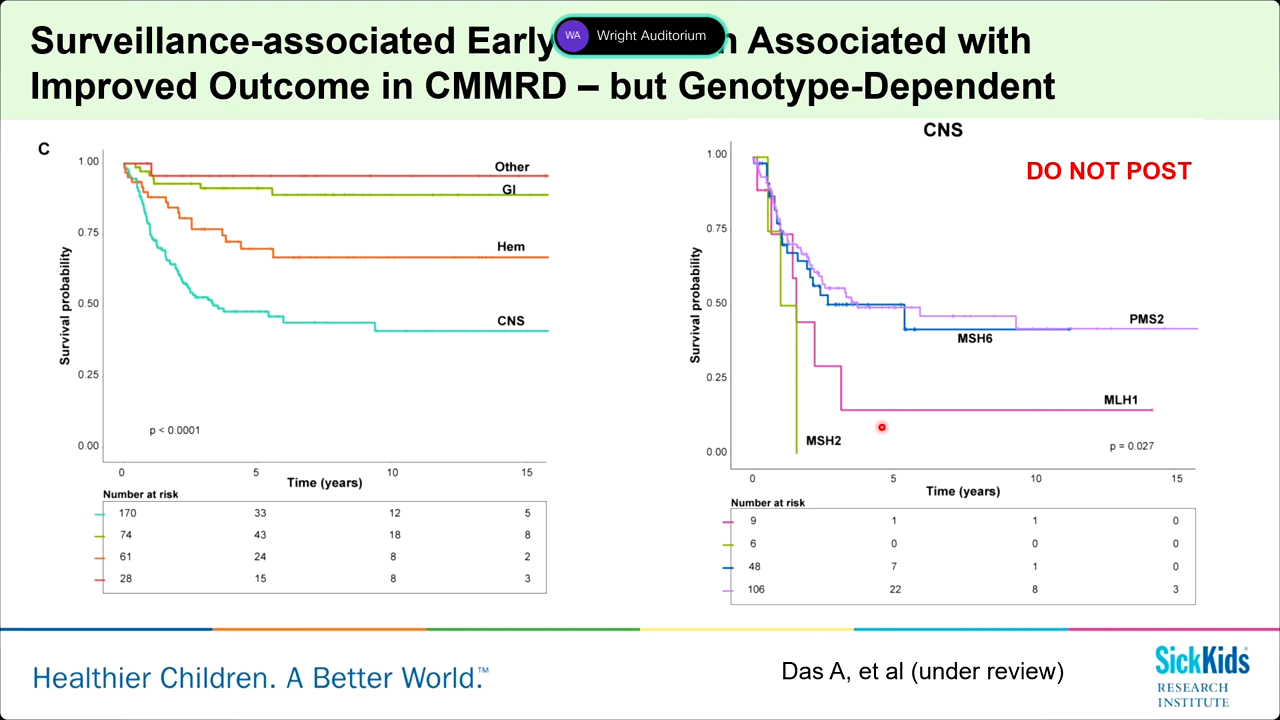 Surveillance-associated Early n Associated with
WA Wright Auditorium
Improved Outcome in CMMRD – but Genotype-Dependent
C
1.00
0.75
0.50
0.25
0.00
Survival probability
Other
GI
Hem
CNS
p < 0.0001
0 5 10 15
Time (years)
Number at risk
170 33 12 5
74 43 18 8
61 24 8 2
28 15 8 3
CNS
DO NOT POST
1.00
0.75
0.50
0.25
0.00
Survival probability
PMS2
MSH6
MLH1
MSH2
p = 0.027
0 5 10 15
Time (years)
Number at risk
9 1 1 0
6 0 0 0
48 7 1 0
106 22 8 3
Healthier Children. A Better World.™
Das A, et al (under review)
SickKids
RESEARCH
INSTITUTE